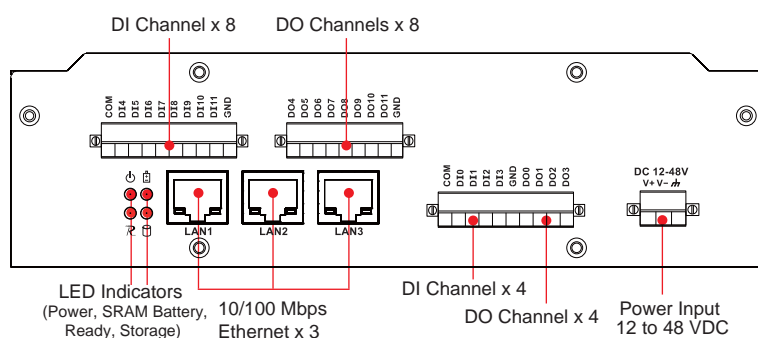 DI Channel x 8
DO Channels x 8
COM
DI4
DI5
DI6
DI7
DI8
DI9
DI10
DI11
GND
DO4
DO5
DO6
DO7
DO8
DO9
DO10
DO11
GND
COM
DI0
DI1
DI2
DI3
GND
DO0
DO1
DO2
DO3
DC 12-48V
V+ V−
LAN1
LAN2
LAN3
LED Indicators
(Power, SRAM Battery,
Ready, Storage)
10/100 Mbps
Ethernet x 3
DI Channel x 4
DO Channel x 4
Power Input
12 to 48 VDC